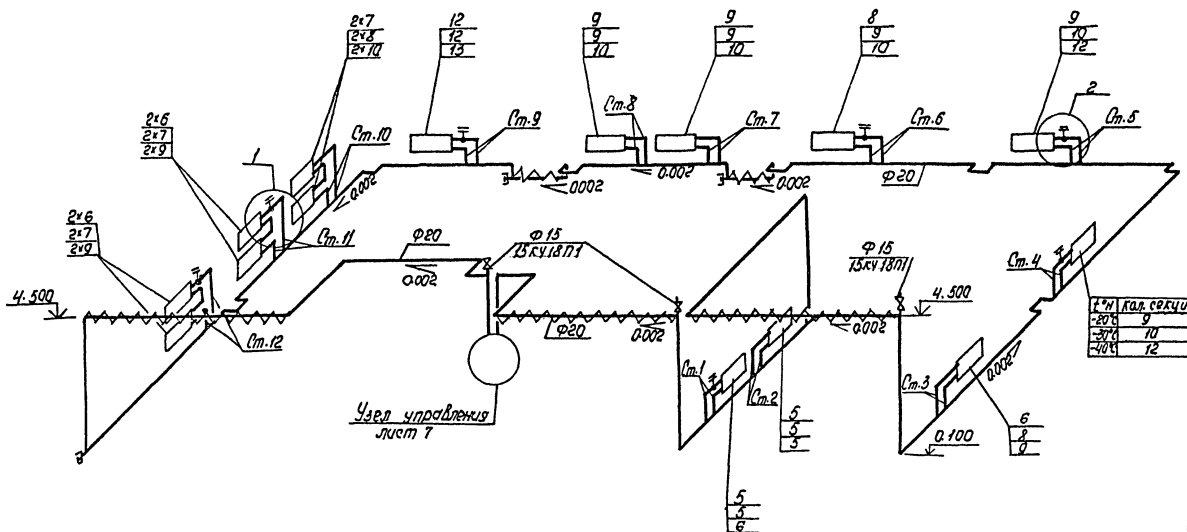 2×7
2×8
2×10
12
12
13
9
9
10
9
9
10
8
9
10
9
10
12
2
2×6
2×7
2×9
1
Ст.10
Ст.9
Ст.8
Ст.7
Ст.6
Ст.5
0.002
0.002
0.002
0.002
Ф20
2×6
2×7
2×9
Ст.11
Ф20
0.002
Ф15
15кч18п1
Ф15
15кч18п1
Ст.4
4.500
Ст.12
Ф20
0.002
0.002
4.500
t°н кол. секций
-20°С 9
-30°С 10
-40°С 12
Ст.1
Ст.2
Ст.3
0.002
Узел управления
лист 7
5
5
5
0.100
6
8
9
5
5
6